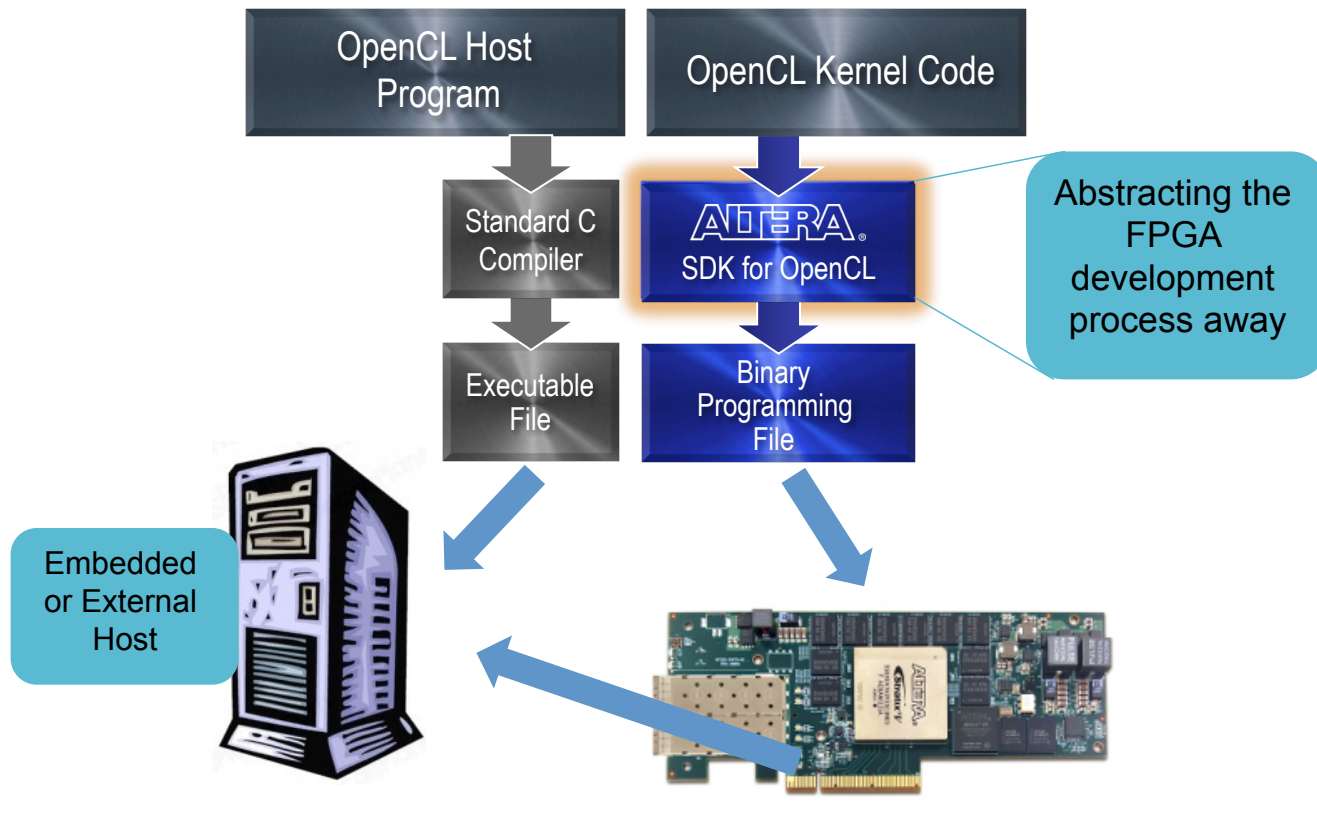 OpenCL Host
Program
OpenCL Kernel Code
Standard C
Compiler
ALTERA®
SDK for OpenCL
Abstracting the
FPGA
development
process away
Executable
File
Binary
Programming
File
Embedded
or External
Host
ALTERA
Stratix V